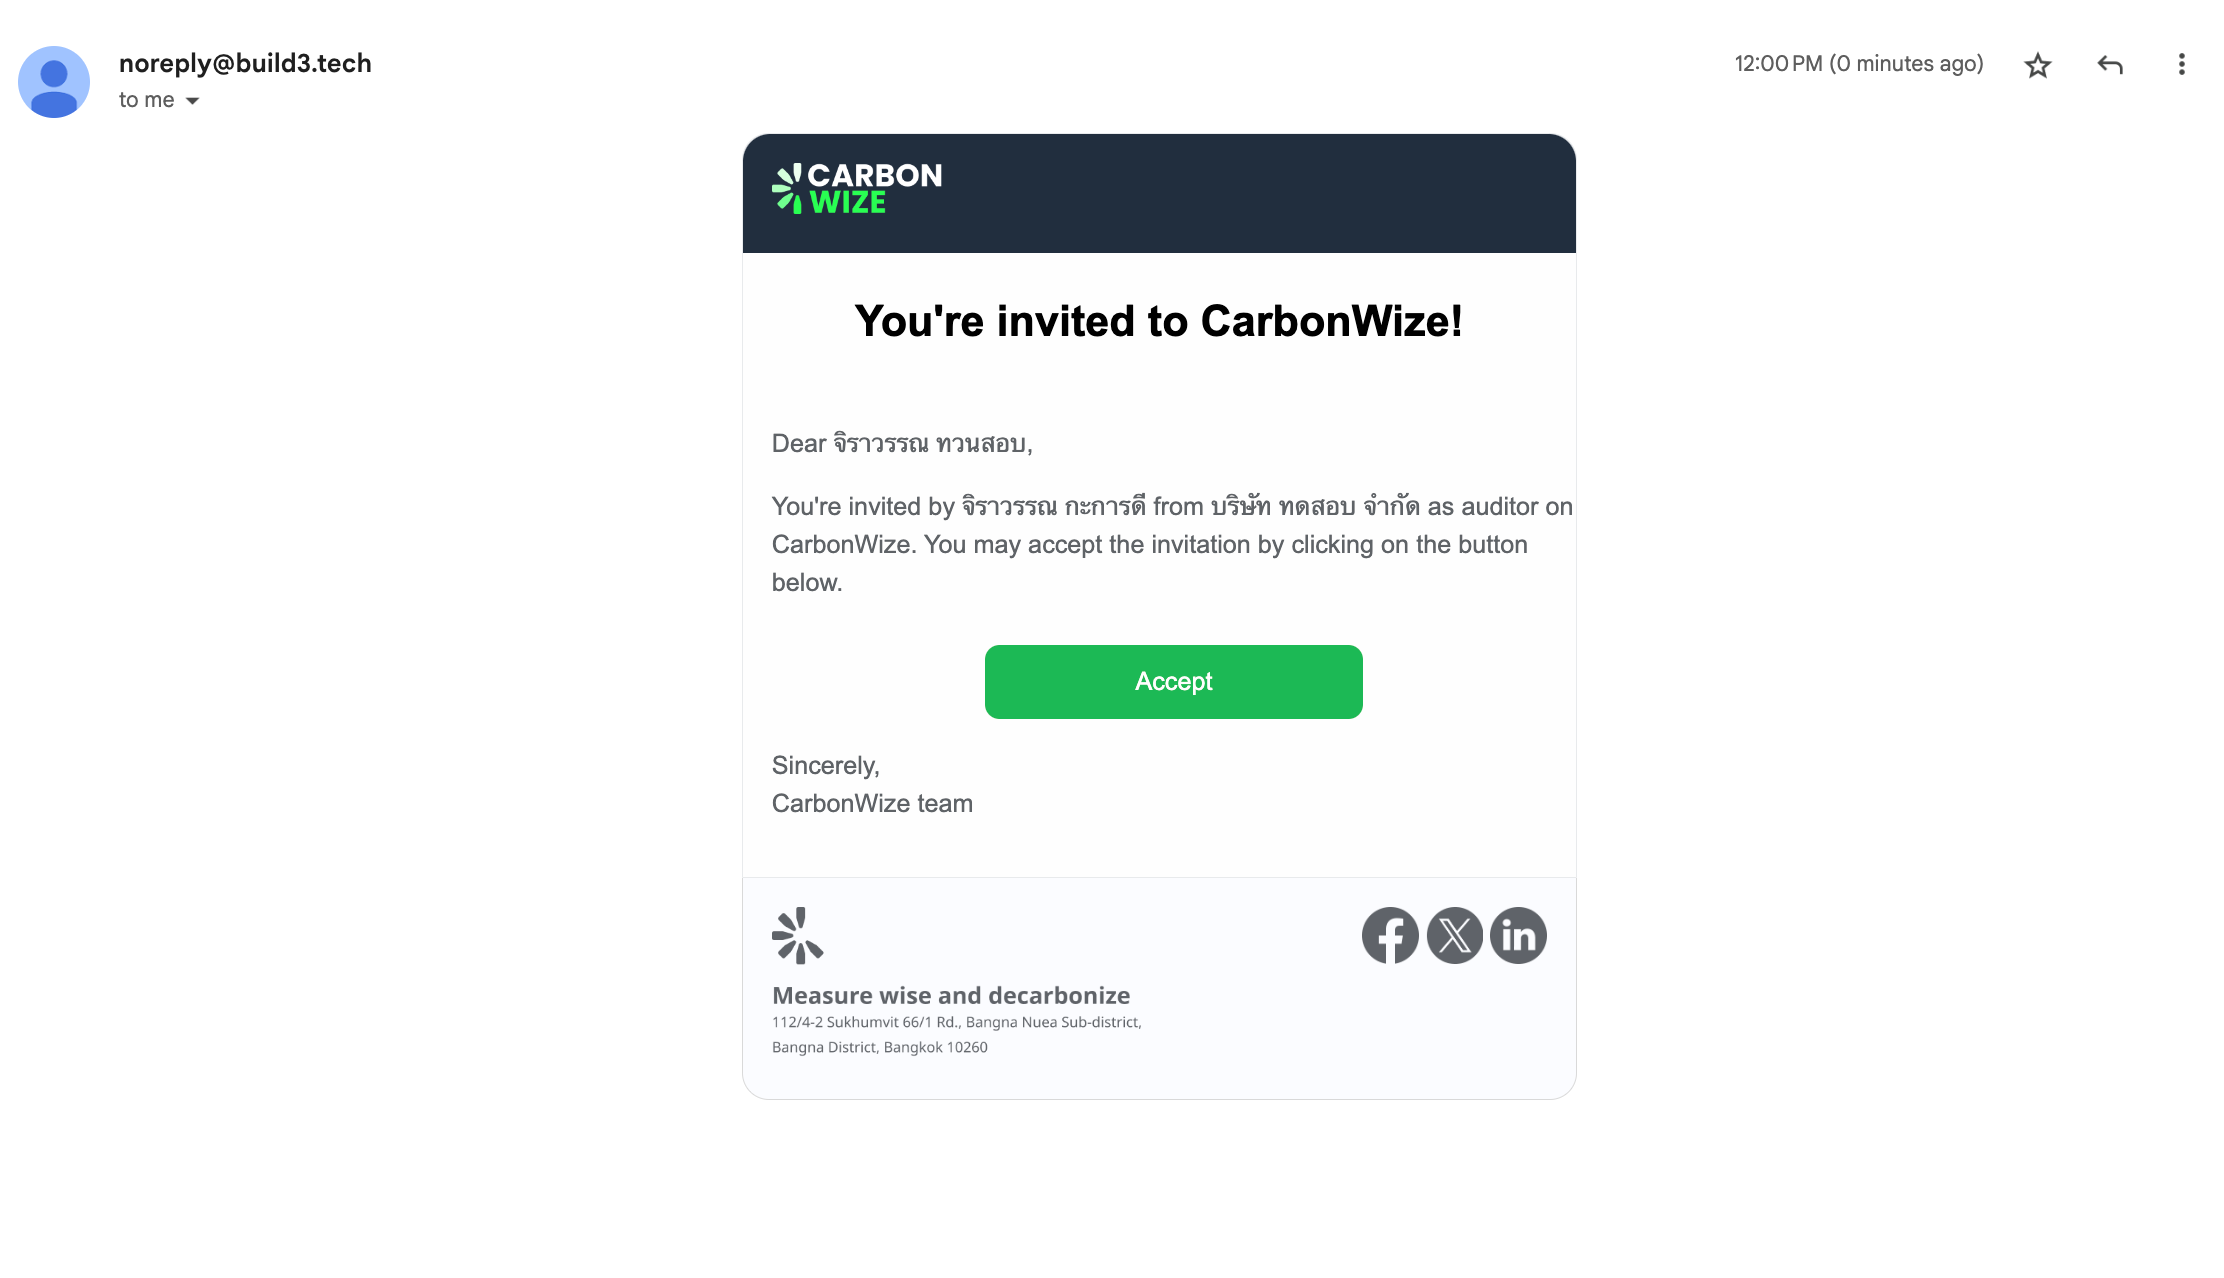 noreply@build3.tech
12:00 PM (0 minutes ago)
to me
CARBON
WIZE
You're invited to CarbonWize!
Dear จิราวรรณ ทวนสอบ,
You're invited by จิราวรรณ กะการดี from บริษัท ทดสอบ จำกัด as auditor on
CarbonWize. You may accept the invitation by clicking on the button
below.
Accept
Sincerely,
CarbonWize team
Measure wise and decarbonize
112/4-2 Sukhumvit 66/1 Rd., Bangna Nuea Sub-district,
Bangna District, Bangkok 10260